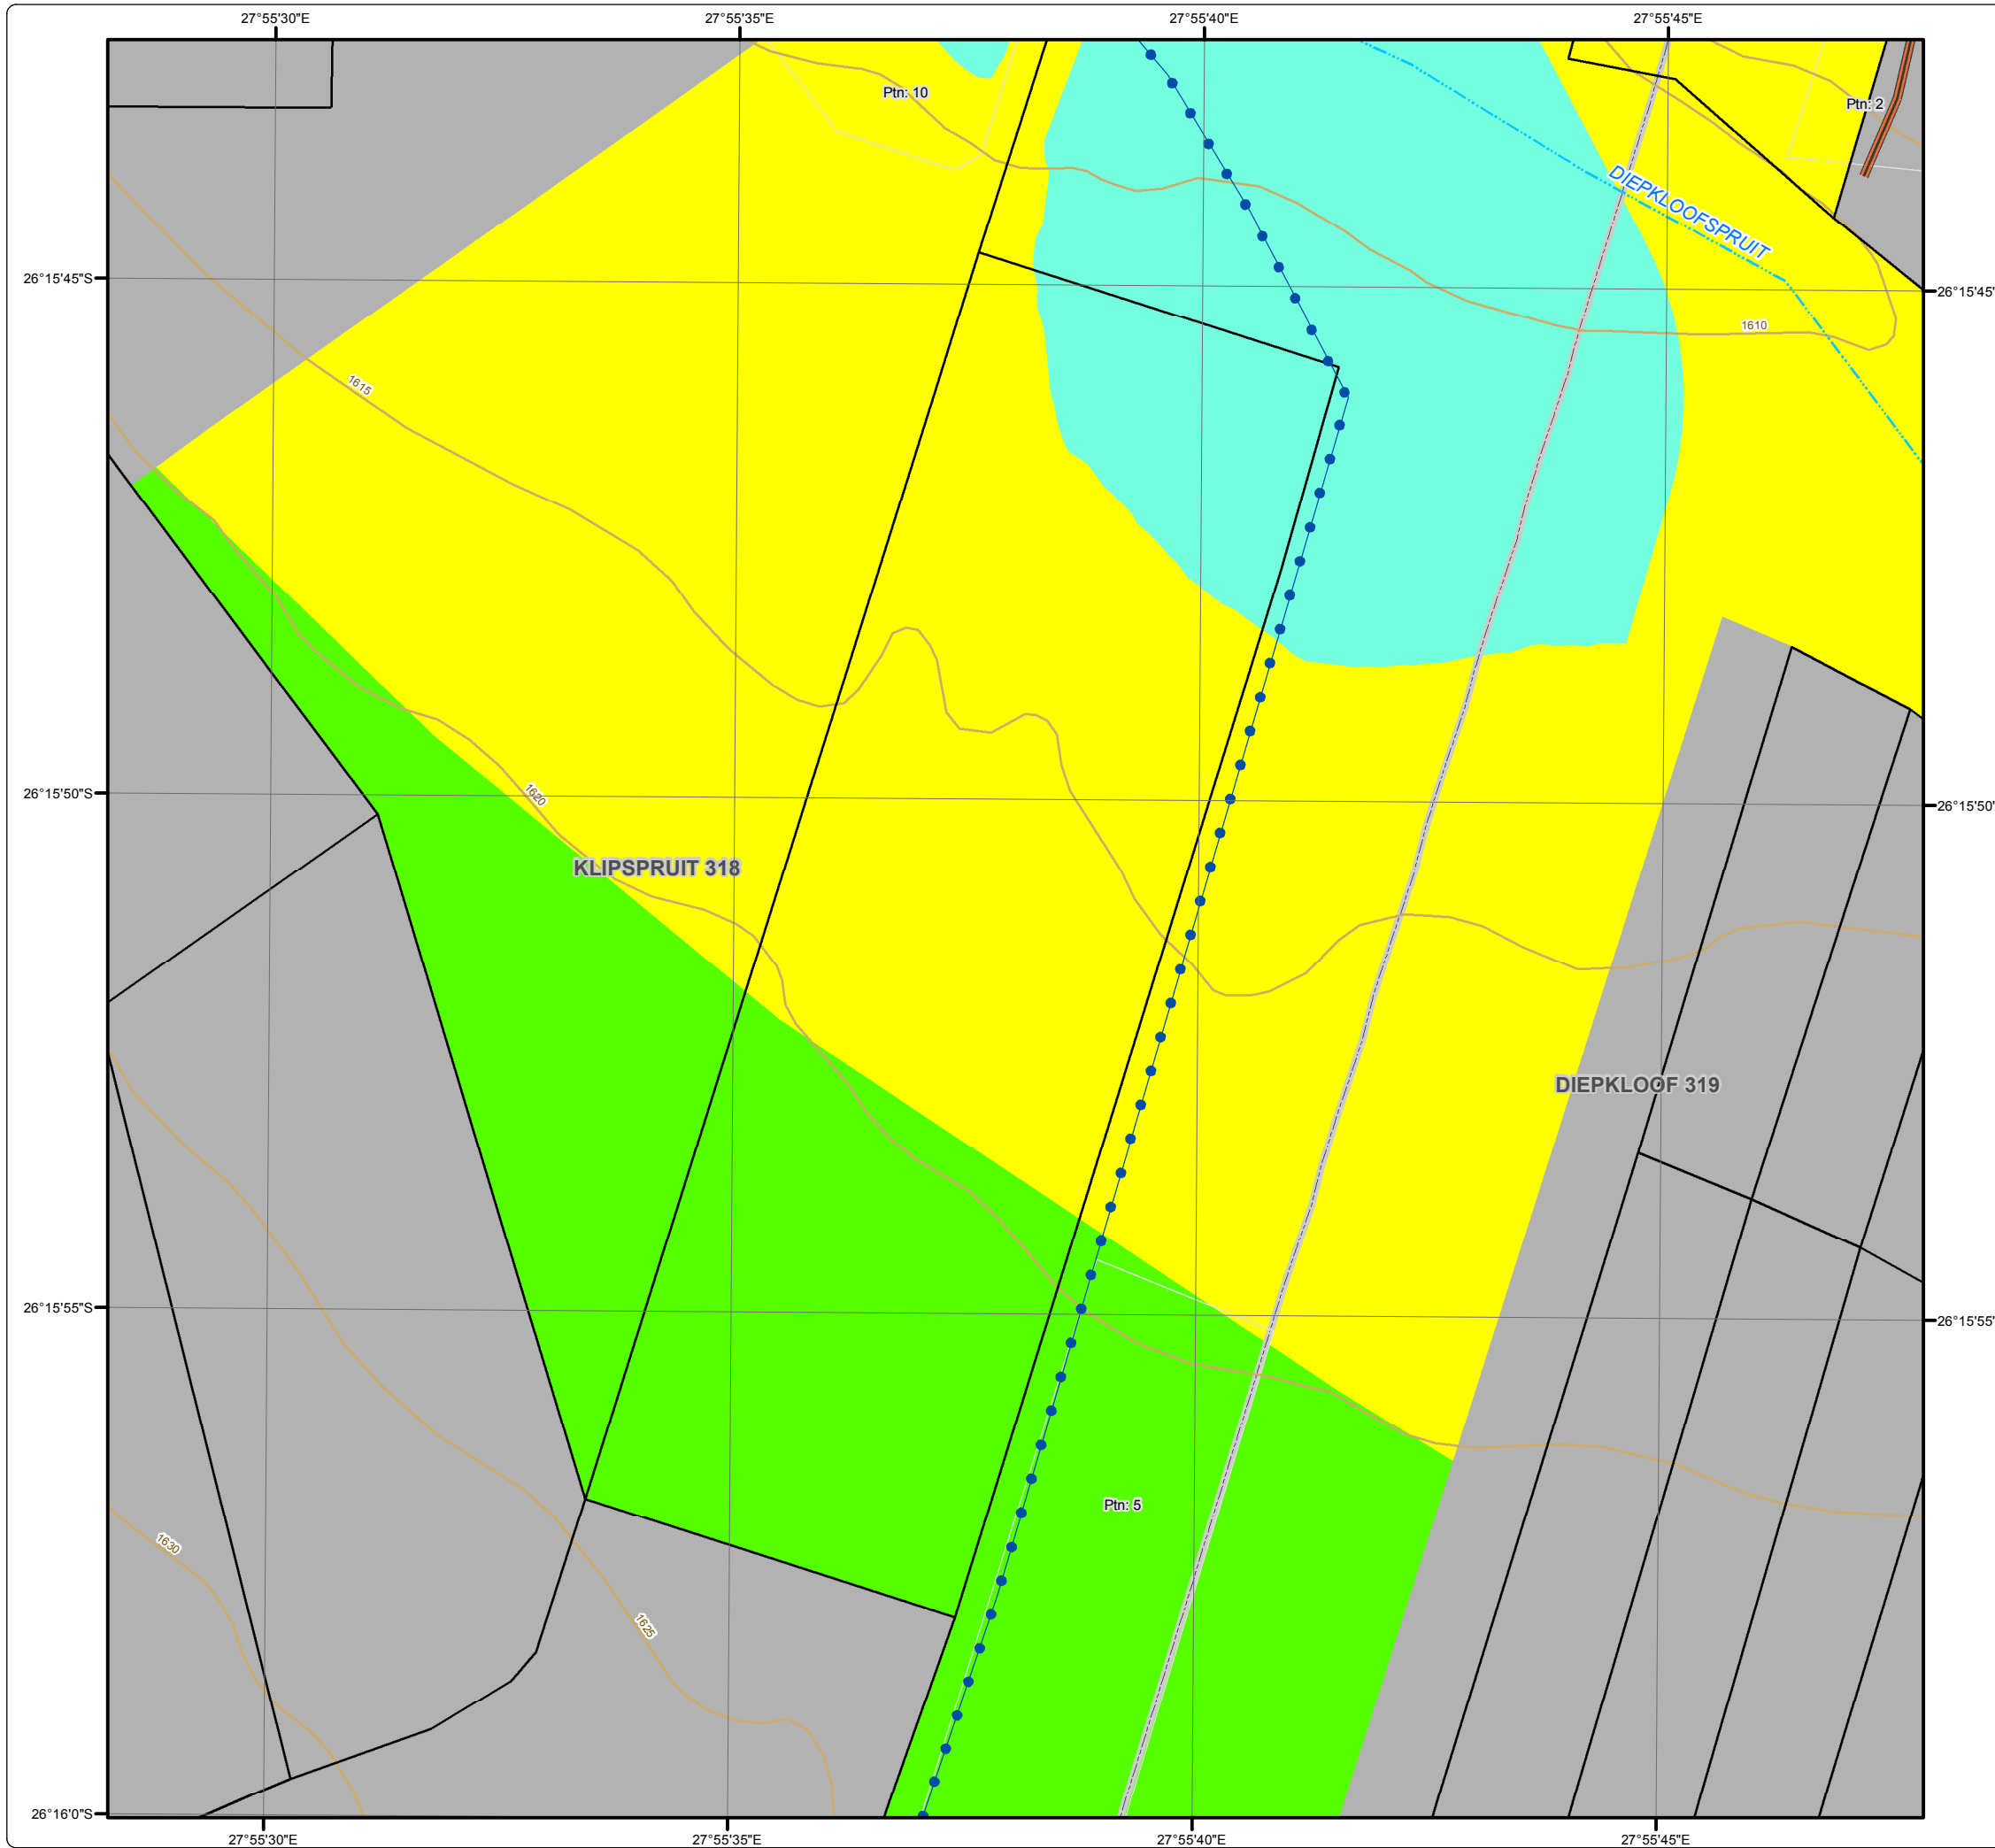 27°55'30"E
27°55'35"E
27°55'40"E
27°55'45"E
Ptn: 10
Ptn: 2
DIEPKLOOFSPRUIT
26°15'45"S
26°15'45"
1610
1615
26°15'50"S
26°15'50"
1620
KLIPSPRUIT 318
DIEPKLOOF 319
26°15'55"S
26°15'55"
Ptn: 5
1630
1625
26°16'0"S
27°55'30"E
27°55'35"E
27°55'40"E
27°55'45"E